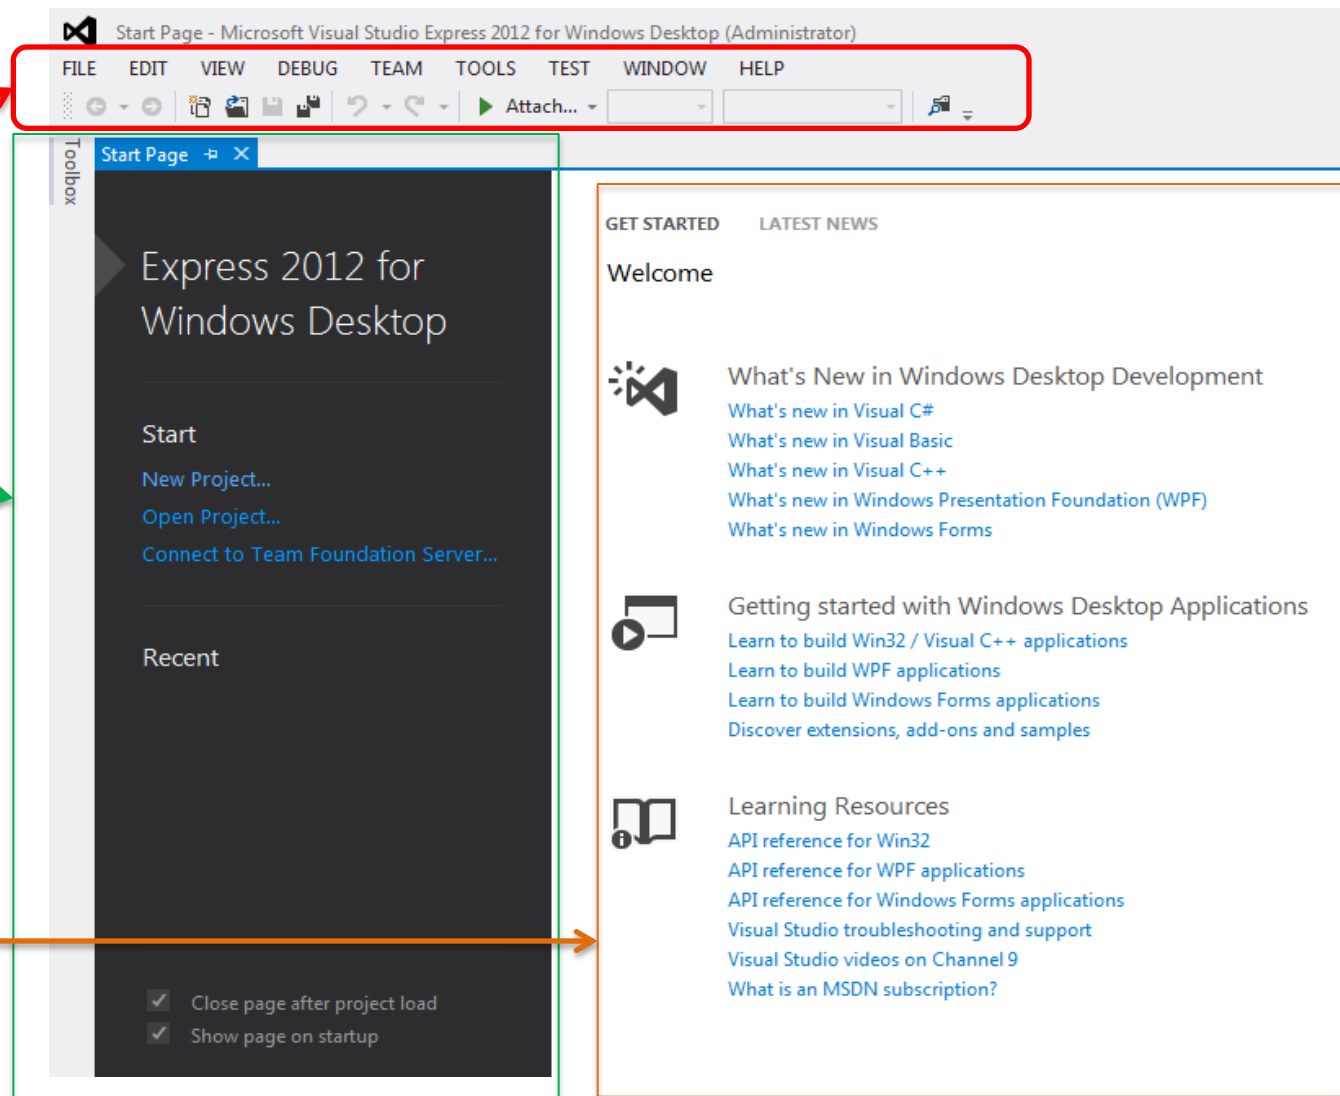 Start Page - Microsoft Visual Studio Express 2012 for Windows Desktop (Administrator)
FILE EDIT VIEW DEBUG TEAM TOOLS TEST WINDOW HELP
Attach...
Toolbox
Start Page
Express 2012 for
Windows Desktop
Start
New Project...
Open Project...
Connect to Team Foundation Server...
Recent
Close page after project load
Show page on startup
GET STARTED LATEST NEWS
Welcome
What's New in Windows Desktop Development
What's new in Visual C#
What's new in Visual Basic
What's new in Visual C++
What's new in Windows Presentation Foundation (WPF)
What's new in Windows Forms
Getting started with Windows Desktop Applications
Learn to build Win32 / Visual C++ applications
Learn to build WPF applications
Learn to build Windows Forms applications
Discover extensions, add-ons and samples
Learning Resources
API reference for Win32
API reference for WPF applications
API reference for Windows Forms applications
Visual Studio troubleshooting and support
Visual Studio videos on Channel 9
What is an MSDN subscription?